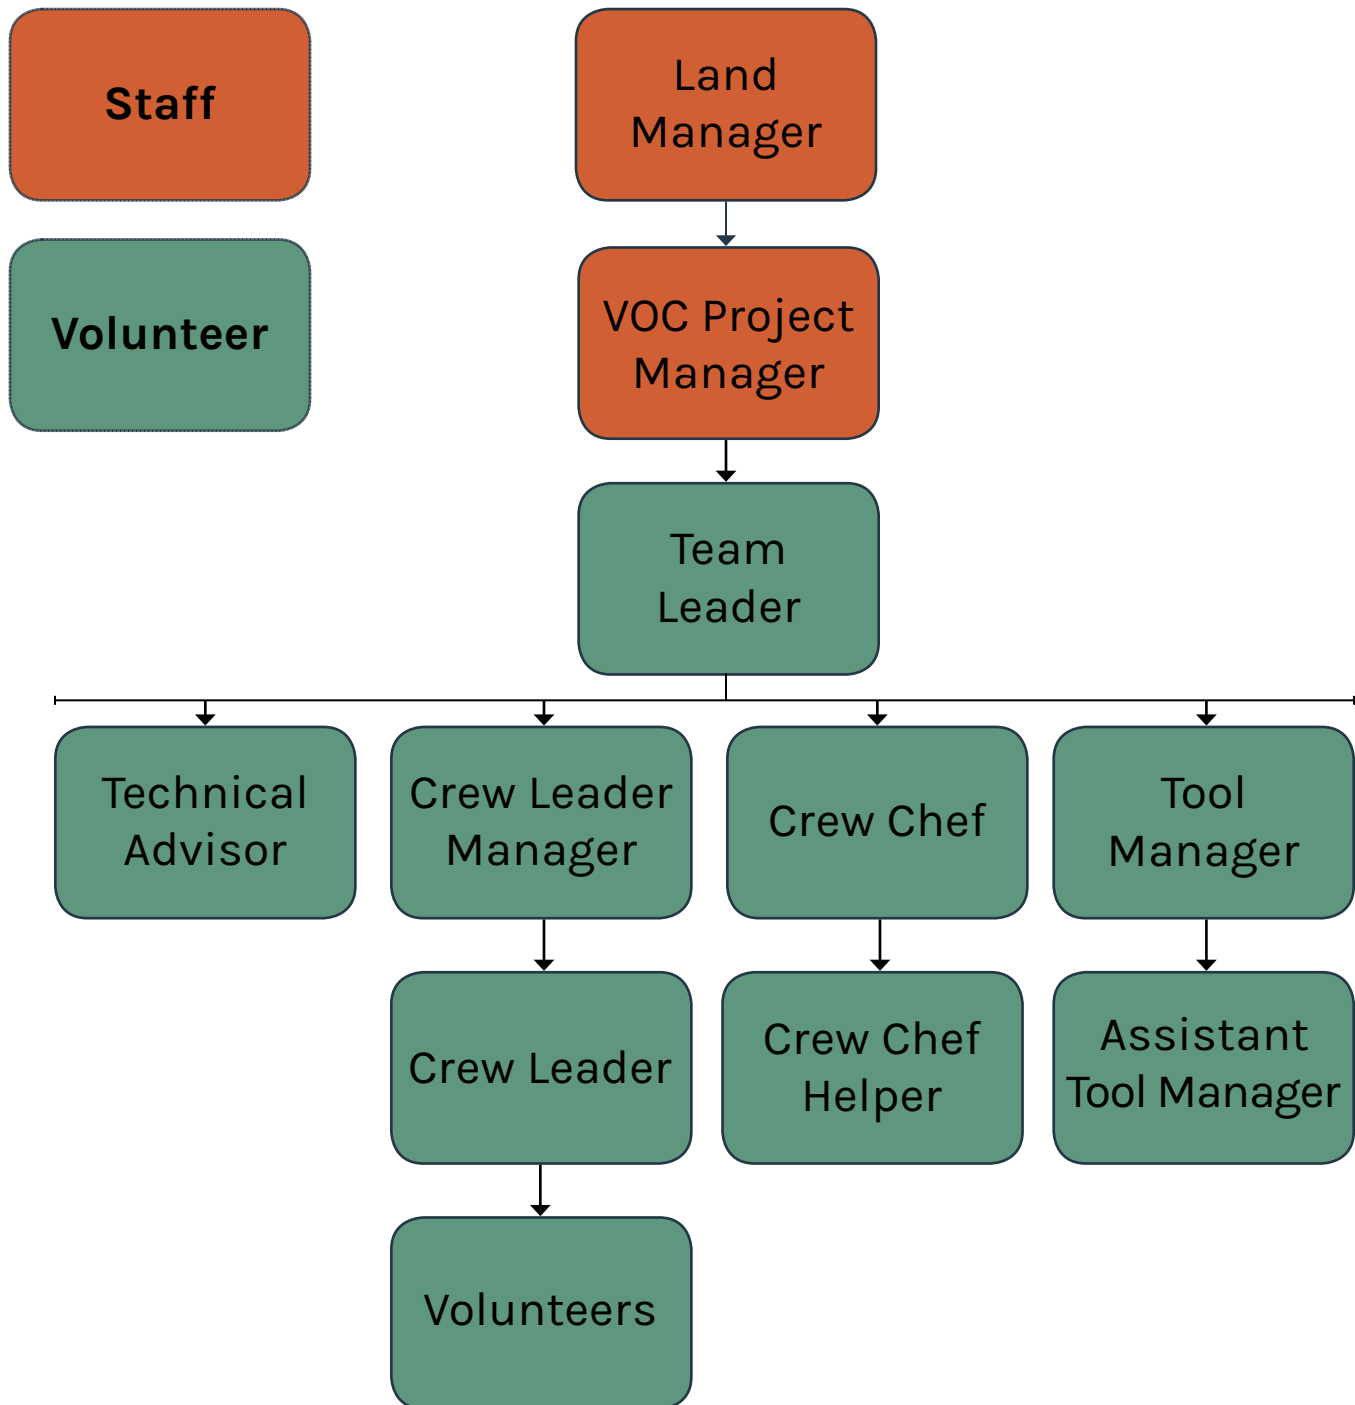 Staff
Land
Manager
Volunteer
VOC Project
Manager
Team
Leader
Technical
Advisor
Crew Leader
Manager
Crew Chef
Tool
Manager
Crew Leader
Crew Chef
Helper
Assistant
Tool Manager
Volunteers